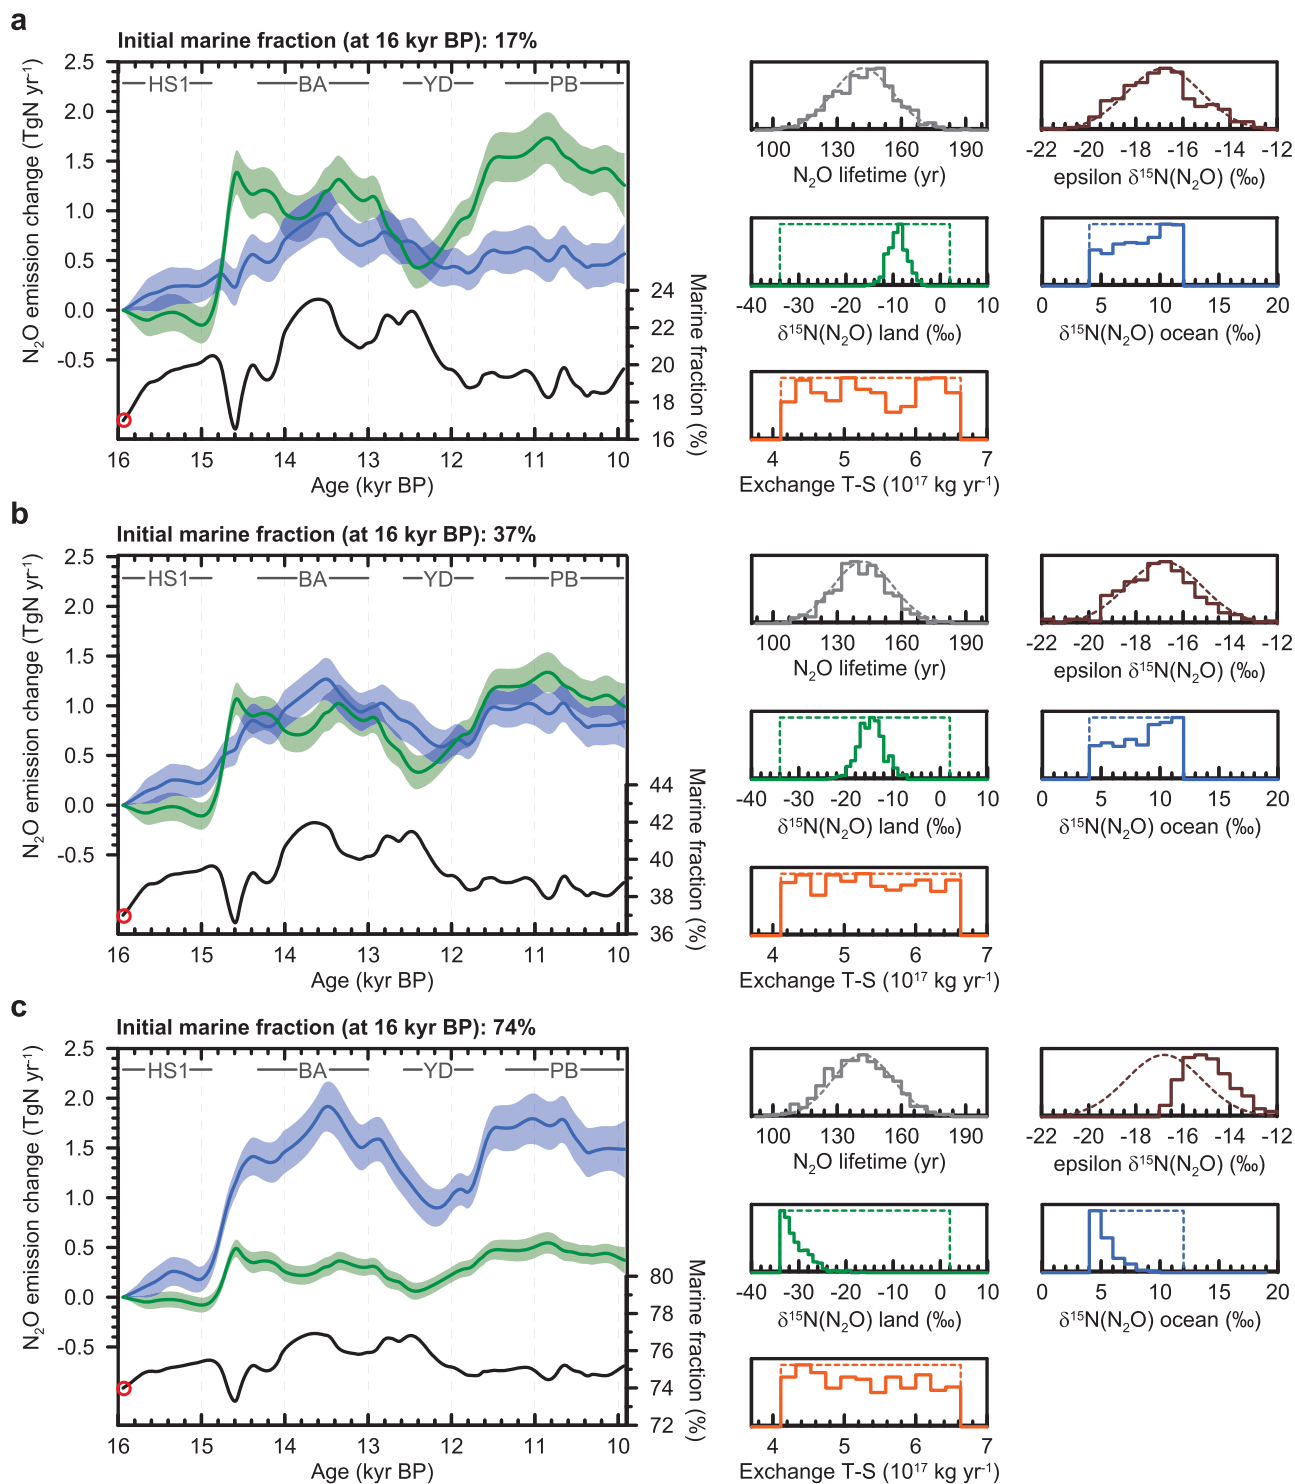 a
Initial marine fraction (at 16 kyr BP): 17%
HS1 BA YD PB
2.5
2.0
1.5
1.0
0.5
0.0
-0.5
N₂O emission change (TgN yr⁻¹)
24
22
20
18
16
Marine fraction (%)
16 15 14 13 12 11 10
Age (kyr BP)
100 130 160 190
N₂O lifetime (yr)
-22 -20 -18 -16 -14 -12
epsilon δ¹⁵N(N₂O) (‰)
-40 -30 -20 -10 0 10
δ¹⁵N(N₂O) land (‰)
0 5 10 15 20
δ¹⁵N(N₂O) ocean (‰)
4 5 6 7
Exchange T-S (10¹⁷ kg yr⁻¹)
b
Initial marine fraction (at 16 kyr BP): 37%
HS1 BA YD PB
2.5
2.0
1.5
1.0
0.5
0.0
-0.5
N₂O emission change (TgN yr⁻¹)
44
42
40
38
36
Marine fraction (%)
16 15 14 13 12 11 10
Age (kyr BP)
100 130 160 190
N₂O lifetime (yr)
-22 -20 -18 -16 -14 -12
epsilon δ¹⁵N(N₂O) (‰)
-40 -30 -20 -10 0 10
δ¹⁵N(N₂O) land (‰)
0 5 10 15 20
δ¹⁵N(N₂O) ocean (‰)
4 5 6 7
Exchange T-S (10¹⁷ kg yr⁻¹)
c
Initial marine fraction (at 16 kyr BP): 74%
HS1 BA YD PB
2.5
2.0
1.5
1.0
0.5
0.0
-0.5
N₂O emission change (TgN yr⁻¹)
80
78
76
74
72
Marine fraction (%)
16 15 14 13 12 11 10
Age (kyr BP)
100 130 160 190
N₂O lifetime (yr)
-22 -20 -18 -16 -14 -12
epsilon δ¹⁵N(N₂O) (‰)
-40 -30 -20 -10 0 10
δ¹⁵N(N₂O) land (‰)
0 5 10 15 20
δ¹⁵N(N₂O) ocean (‰)
4 5 6 7
Exchange T-S (10¹⁷ kg yr⁻¹)